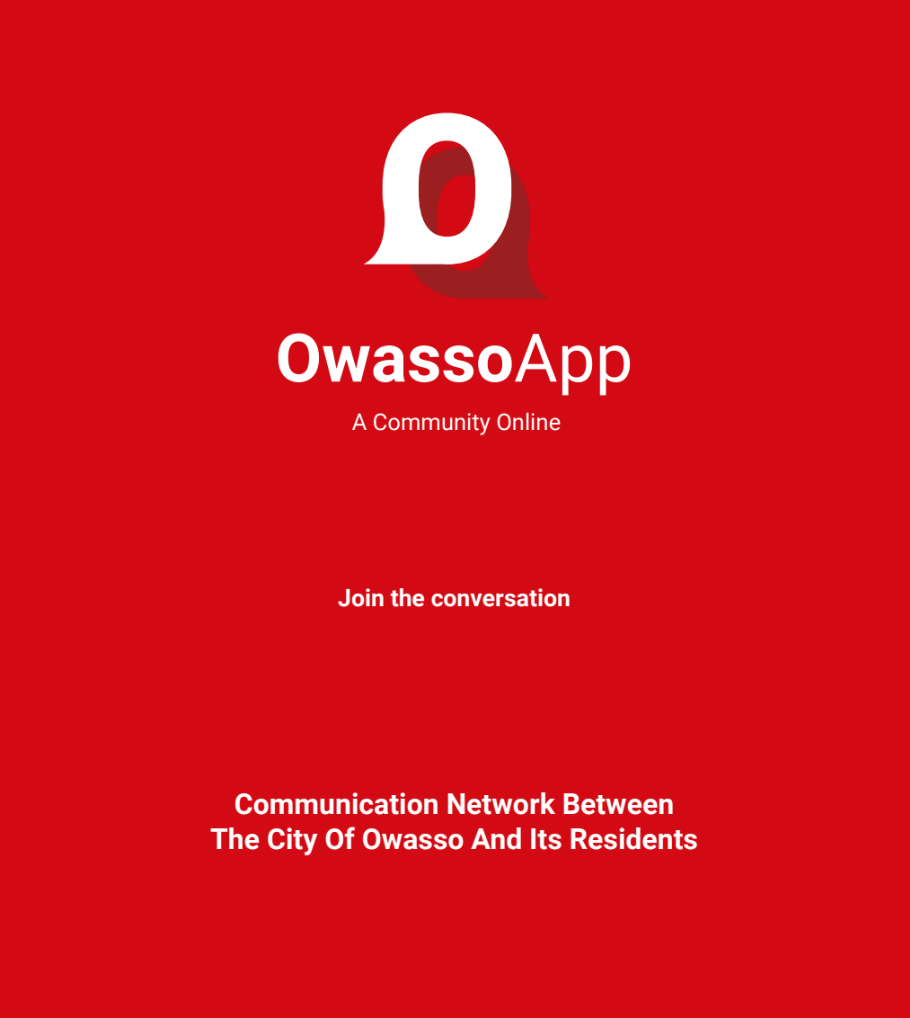 O
OwassoApp
A Community Online
Join the conversation
Communication Network Between
The City Of Owasso And Its Residents